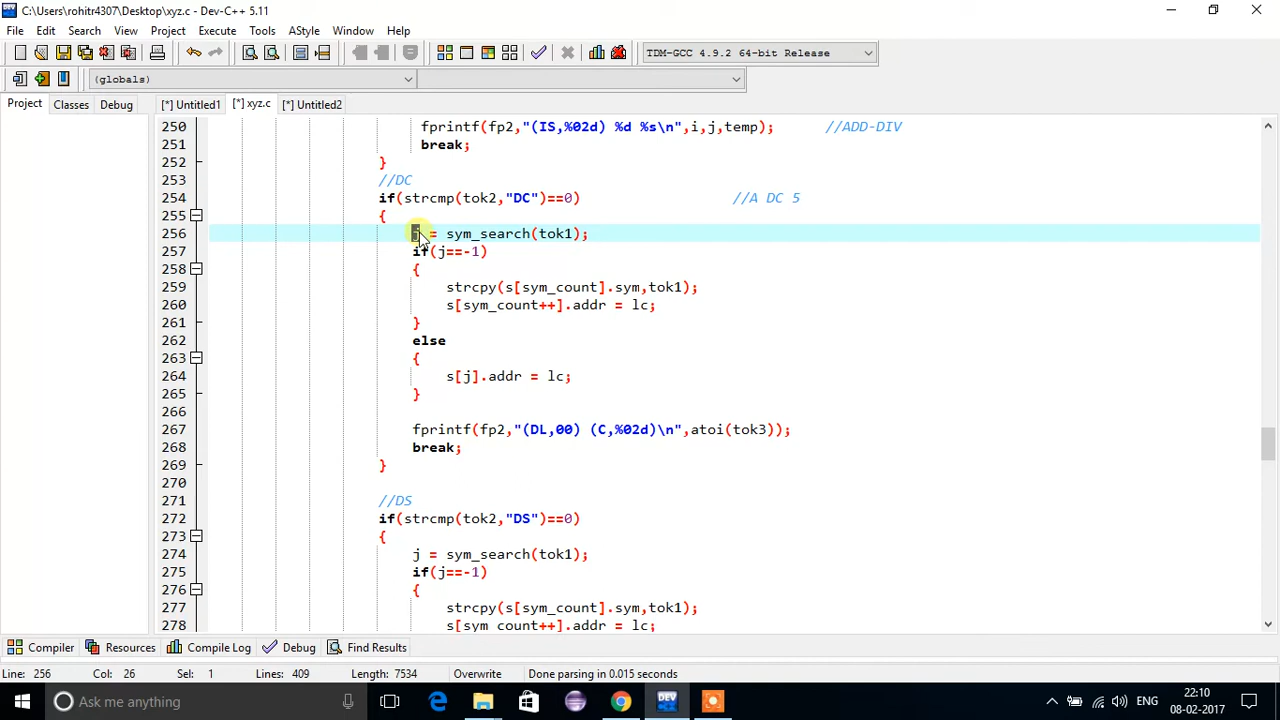 C:\Users\rohitr4307\Desktop\xyz.c - Dev-C++ 5.11
File Edit Search View Project Execute Tools AStyle Window Help
TDM-GCC 4.9.2 64-bit Release
(globals)
Project Classes Debug [*] Untitled1 [*] xyz.c [*] Untitled2
250 fprintf(fp2,"(IS,%02d) %d %s\n",i,j,temp); //ADD-DIV
251 break;
252 }
253 //DC
254 if(strcmp(tok2,"DC")==0) //A DC 5
255 {
256 j = sym_search(tok1);
257 if(j==-1)
258 {
259 strcpy(s[sym_count].sym,tok1);
260 s[sym_count++].addr = lc;
261 }
262 else
263 {
264 s[j].addr = lc;
265 }
266
267 fprintf(fp2,"(DL,00) (C,%02d)\n",atoi(tok3));
268 break;
269 }
270
271 //DS
272 if(strcmp(tok2,"DS")==0)
273 {
274 j = sym_search(tok1);
275 if(j==-1)
276 {
277 strcpy(s[sym_count].sym,tok1);
278 s[sym_count++].addr = lc;
Compiler Resources Compile Log Debug Find Results
Line: 256 Col: 26 Sel: 1 Lines: 409 Length: 7534 Overwrite Done parsing in 0.015 seconds
Ask me anything
DEV
ENG
22:10
08-02-2017